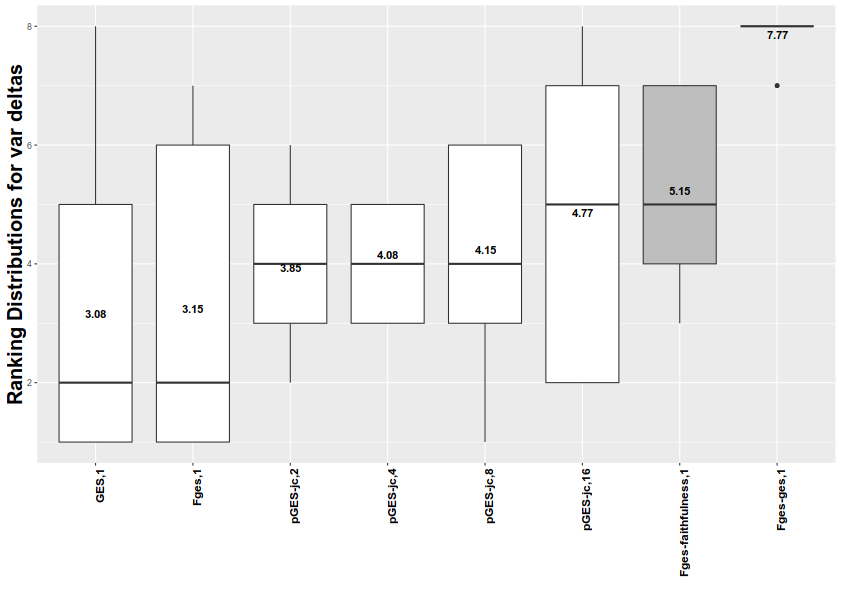 Ranking Distributions for var deltas
8
6
4
2
3.08
3.15
3.85
4.08
4.15
4.77
5.15
7.77
GES,1
Fges,1
pGES-jc,2
pGES-jc,4
pGES-jc,8
pGES-jc,16
Fges-faithfulness,1
Fges-ges,1